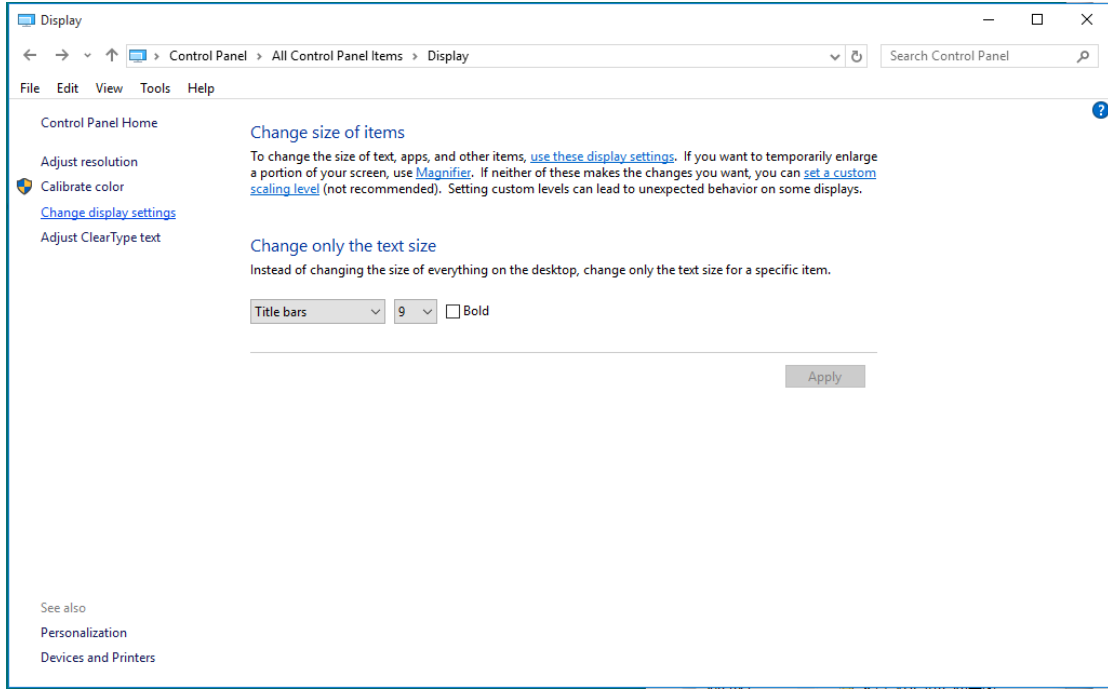 Display
Control Panel > All Control Panel Items > Display
Search Control Panel
File Edit View Tools Help
Control Panel Home
Adjust resolution
Calibrate color
Change display settings
Adjust ClearType text
Change size of items
To change the size of text, apps, and other items, use these display settings. If you want to temporarily enlarge
a portion of your screen, use Magnifier. If neither of these makes the changes you want, you can set a custom
scaling level (not recommended). Setting custom levels can lead to unexpected behavior on some displays.
Change only the text size
Instead of changing the size of everything on the desktop, change only the text size for a specific item.
Title bars 9 Bold
Apply
See also
Personalization
Devices and Printers